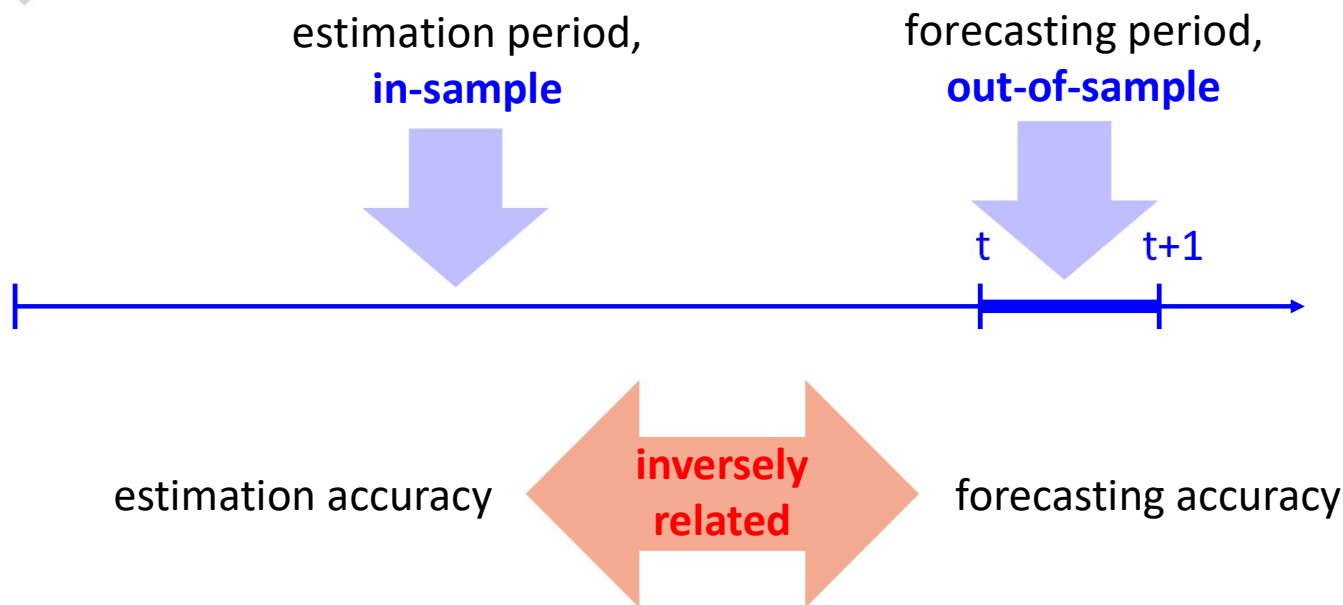 estimation period,
in-sample
forecasting period,
out-of-sample
t
t+1
estimation accuracy
inversely
related
forecasting accuracy